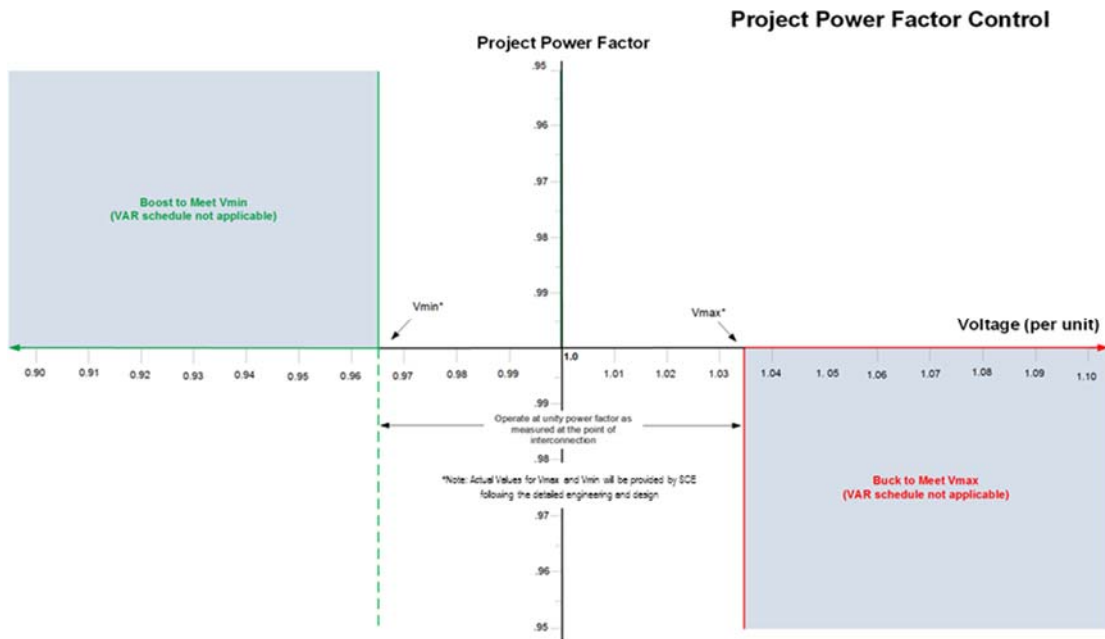 Project Power Factor Control
Project Power Factor
.95
.96
.97
.98
.99
Boost to Meet Vmin
(VAR schedule not applicable)
Vmin*
Vmax*
Voltage (per unit)
1.0
0.90
0.91
0.92
0.93
0.94
0.95
0.96
0.97
0.98
0.99
1.01
1.02
1.03
1.04
1. 05
1.06
1.07
1.08
1.09
1.10
.99
Operate at unity power factor as
measured at the point of
interconnection
.98
*Note: Actual Values for Vmax and Vmin will be provided by SCE
following the detailed engineering and design
Buck to Meet Vmax
(VAR schedule not applicable)
.97
.96
.95